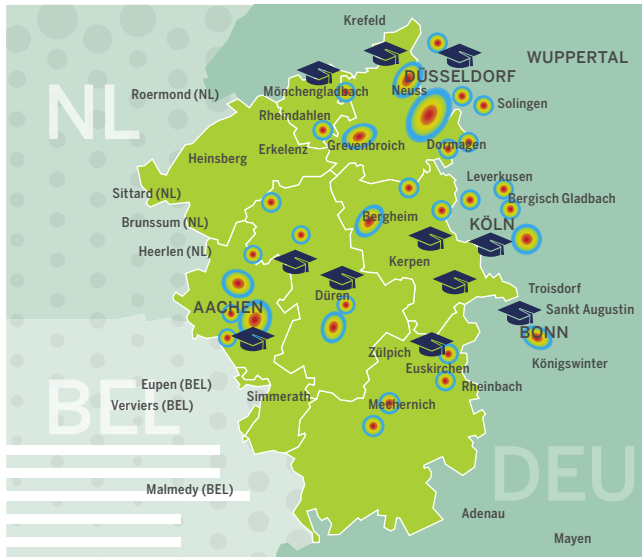 Krefeld
WUPPERTAL
DÜSSELDORF
Mönchengladbach
Neuss
Roermond (NL)
NL
Solingen
Rheindahlen
Erkelenz
Grevenbroich
Dormagen
Heinsberg
Leverkusen
Sittard (NL)
Bergisch Gladbach
Brunssum (NL)
Bergheim
KÖLN
Heerlen (NL)
Kerpen
Troisdorf
Düren
AACHEN
Sankt Augustin
BONN
Zülpich
Euskirchen
Königswinter
Eupen (BEL)
Rheinbach
Simmerath
Verviers (BEL)
Mechernich
BEL
DEU
Malmedy (BEL)
Adenau
Mayen